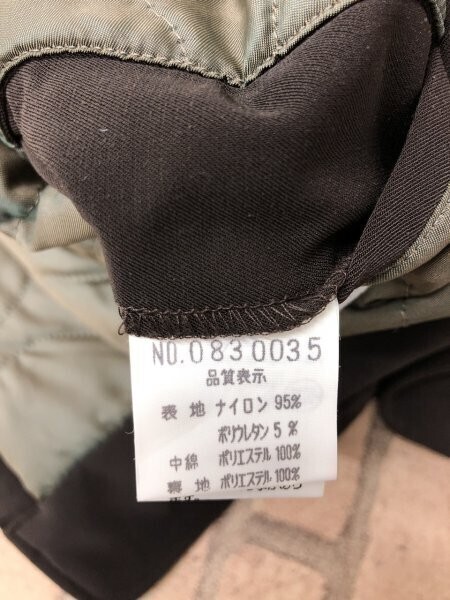 NO.0830035
品質表示
表 地 ナイロン 95%
ポリウレタン 5 %
中 綿 ポリエステル 100%
裏 地 ポリエステル 100%